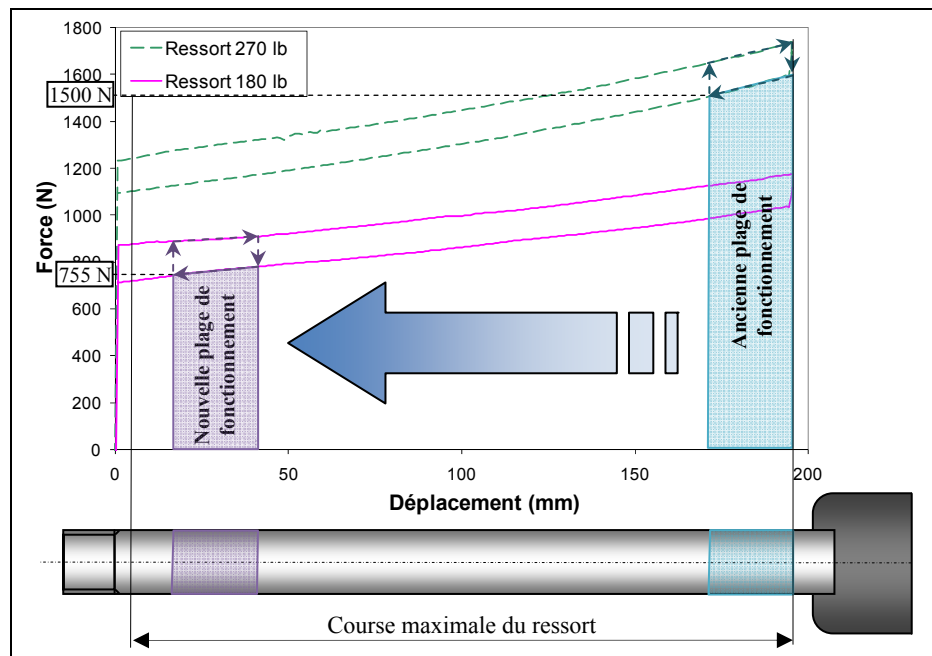 1800
Ressort 270 lb
Ressort 180 lb
1600
1500 N
1400
1200
1000
800
755 N
600
400
200
0
Force (N)
Nouvelle plage de
fonctionnement
Ancienne plage de
fonctionnement
0
50
100
150
200
Déplacement (mm)
Course maximale du ressort